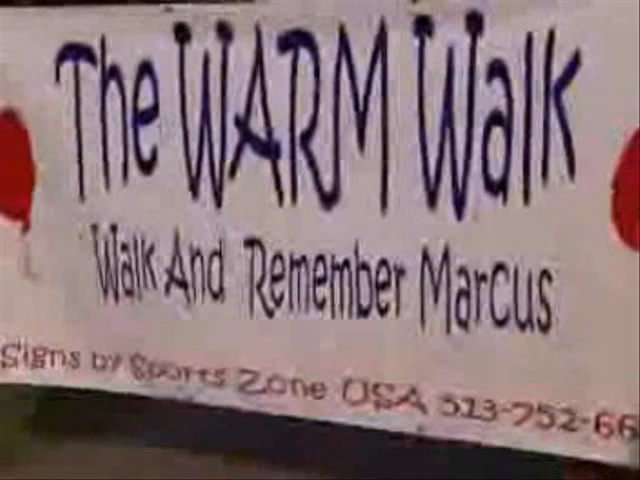 The WARM Walk
Walk And Remember Marcus
Signs by Sports Zone USA 513-752-66